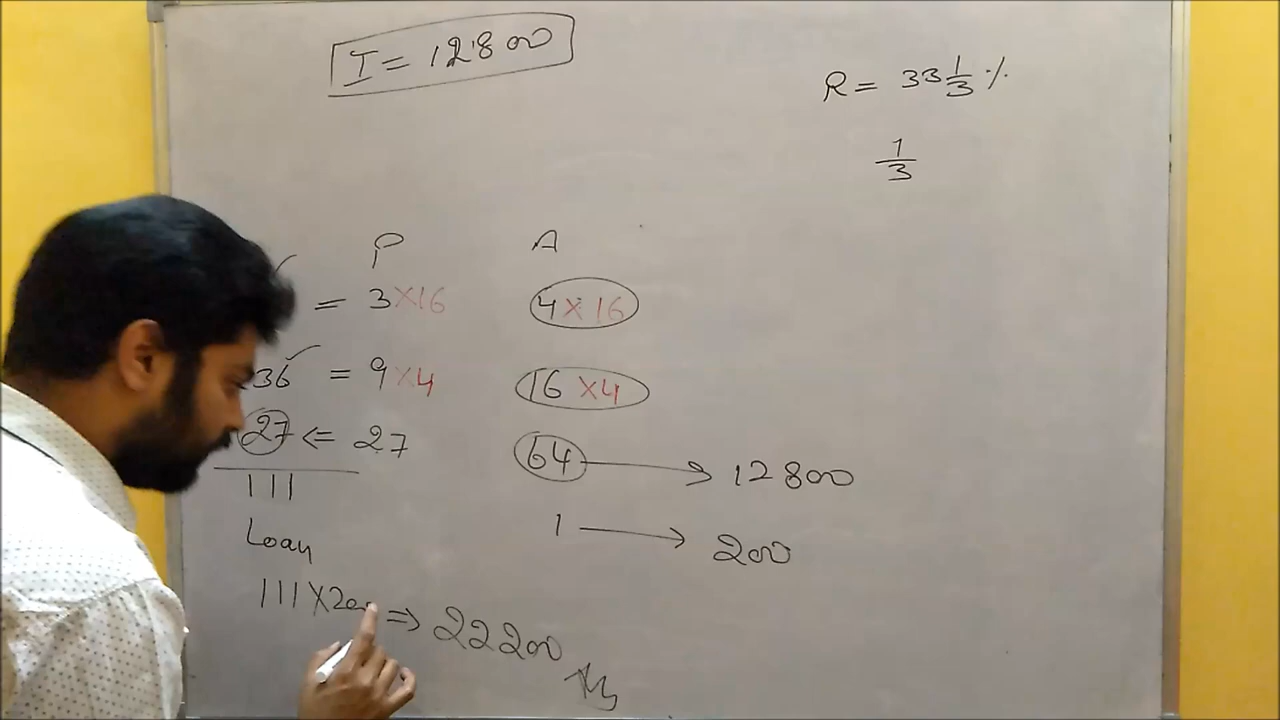 I = 12800
R = 33 1/3 %
1/3
P A
= 3 × 16 4 × 16
36 = 9 × 4 16 × 4
27 ⇐ 27 64 → 12800
111 1 → 200
Loan
111 × 200 ⇒ 22200